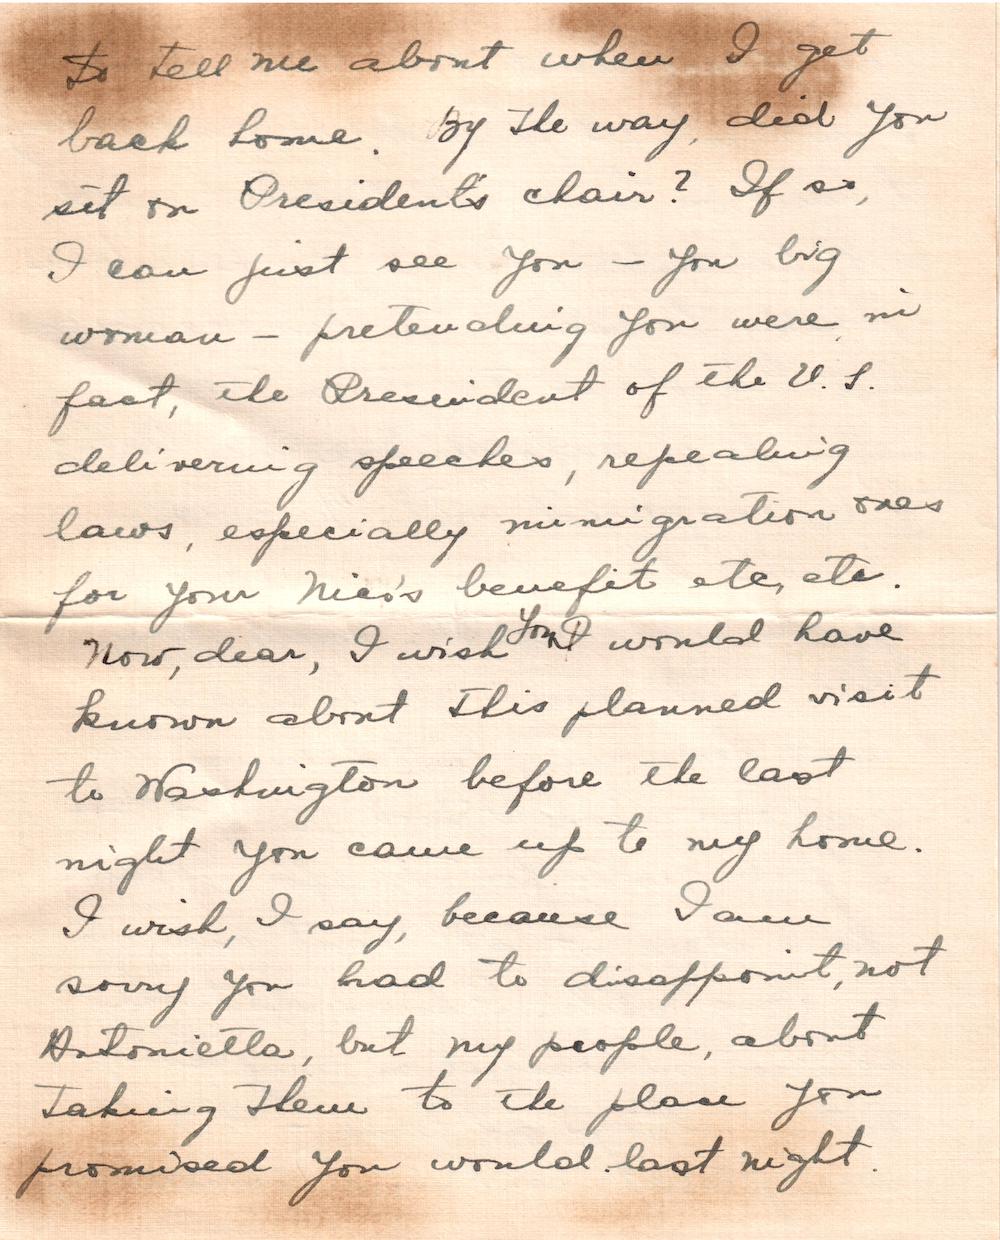 to tell me about when I get
back home. By the way, did you
sit on President's chair? If so,
I can just see you – you big
woman – pretending you were, in
fact, the Presendent of the U. S.
delivering speeches, repealing
laws, especially immigration ones
for your Nico's benefit etc, etc.
Now, dear, I wish you would have
known about this planned visit
to Washington before the last
night you came up to my home.
I wish, I say, because I am
sorry you had to disappoint, not
Antonietta, but my people, about
taking them to the place you
promised you would last night.